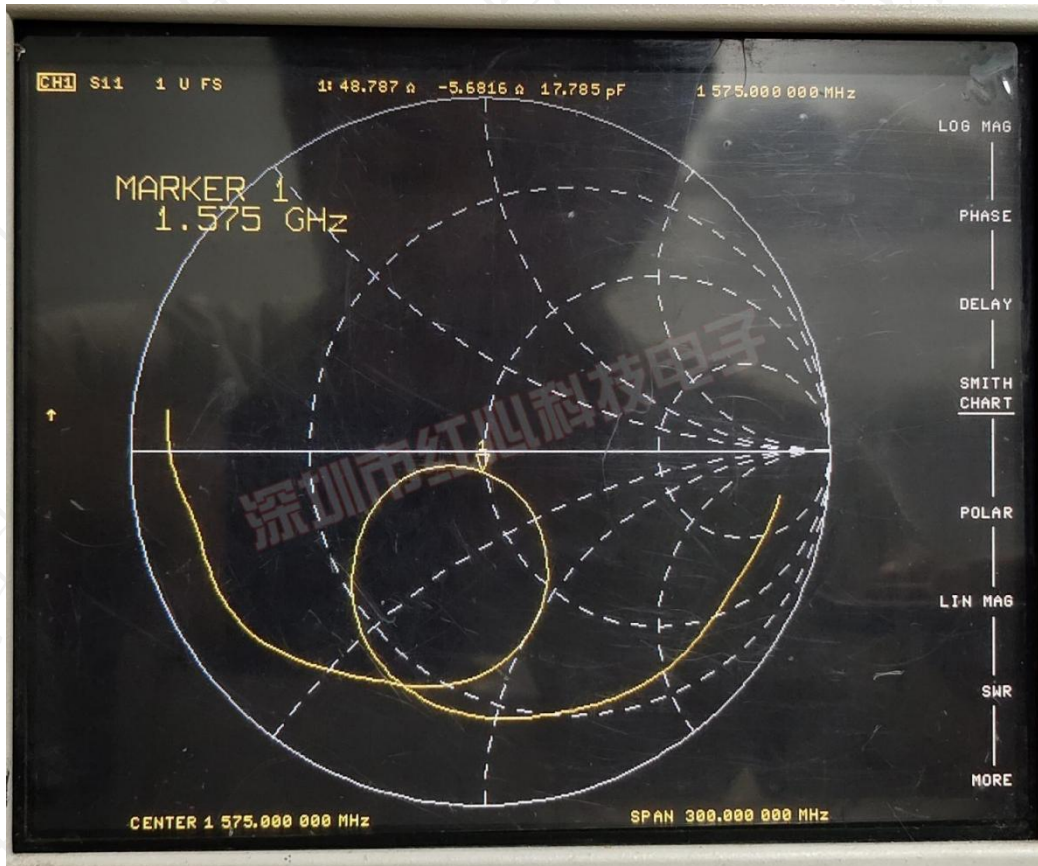 CH1 S11 1 U FS 1: 48.787 Ω -5.6816 Ω 17.785 pF 1 575.000 000 MHz
MARKER 1
1.575 GHz
LOG MAG
PHASE
DELAY
SMITH
CHART
POLAR
LIN MAG
SWR
MORE
1
深圳市红心科技电子
CENTER 1 575.000 000 MHz SPAN 300.000 000 MHz